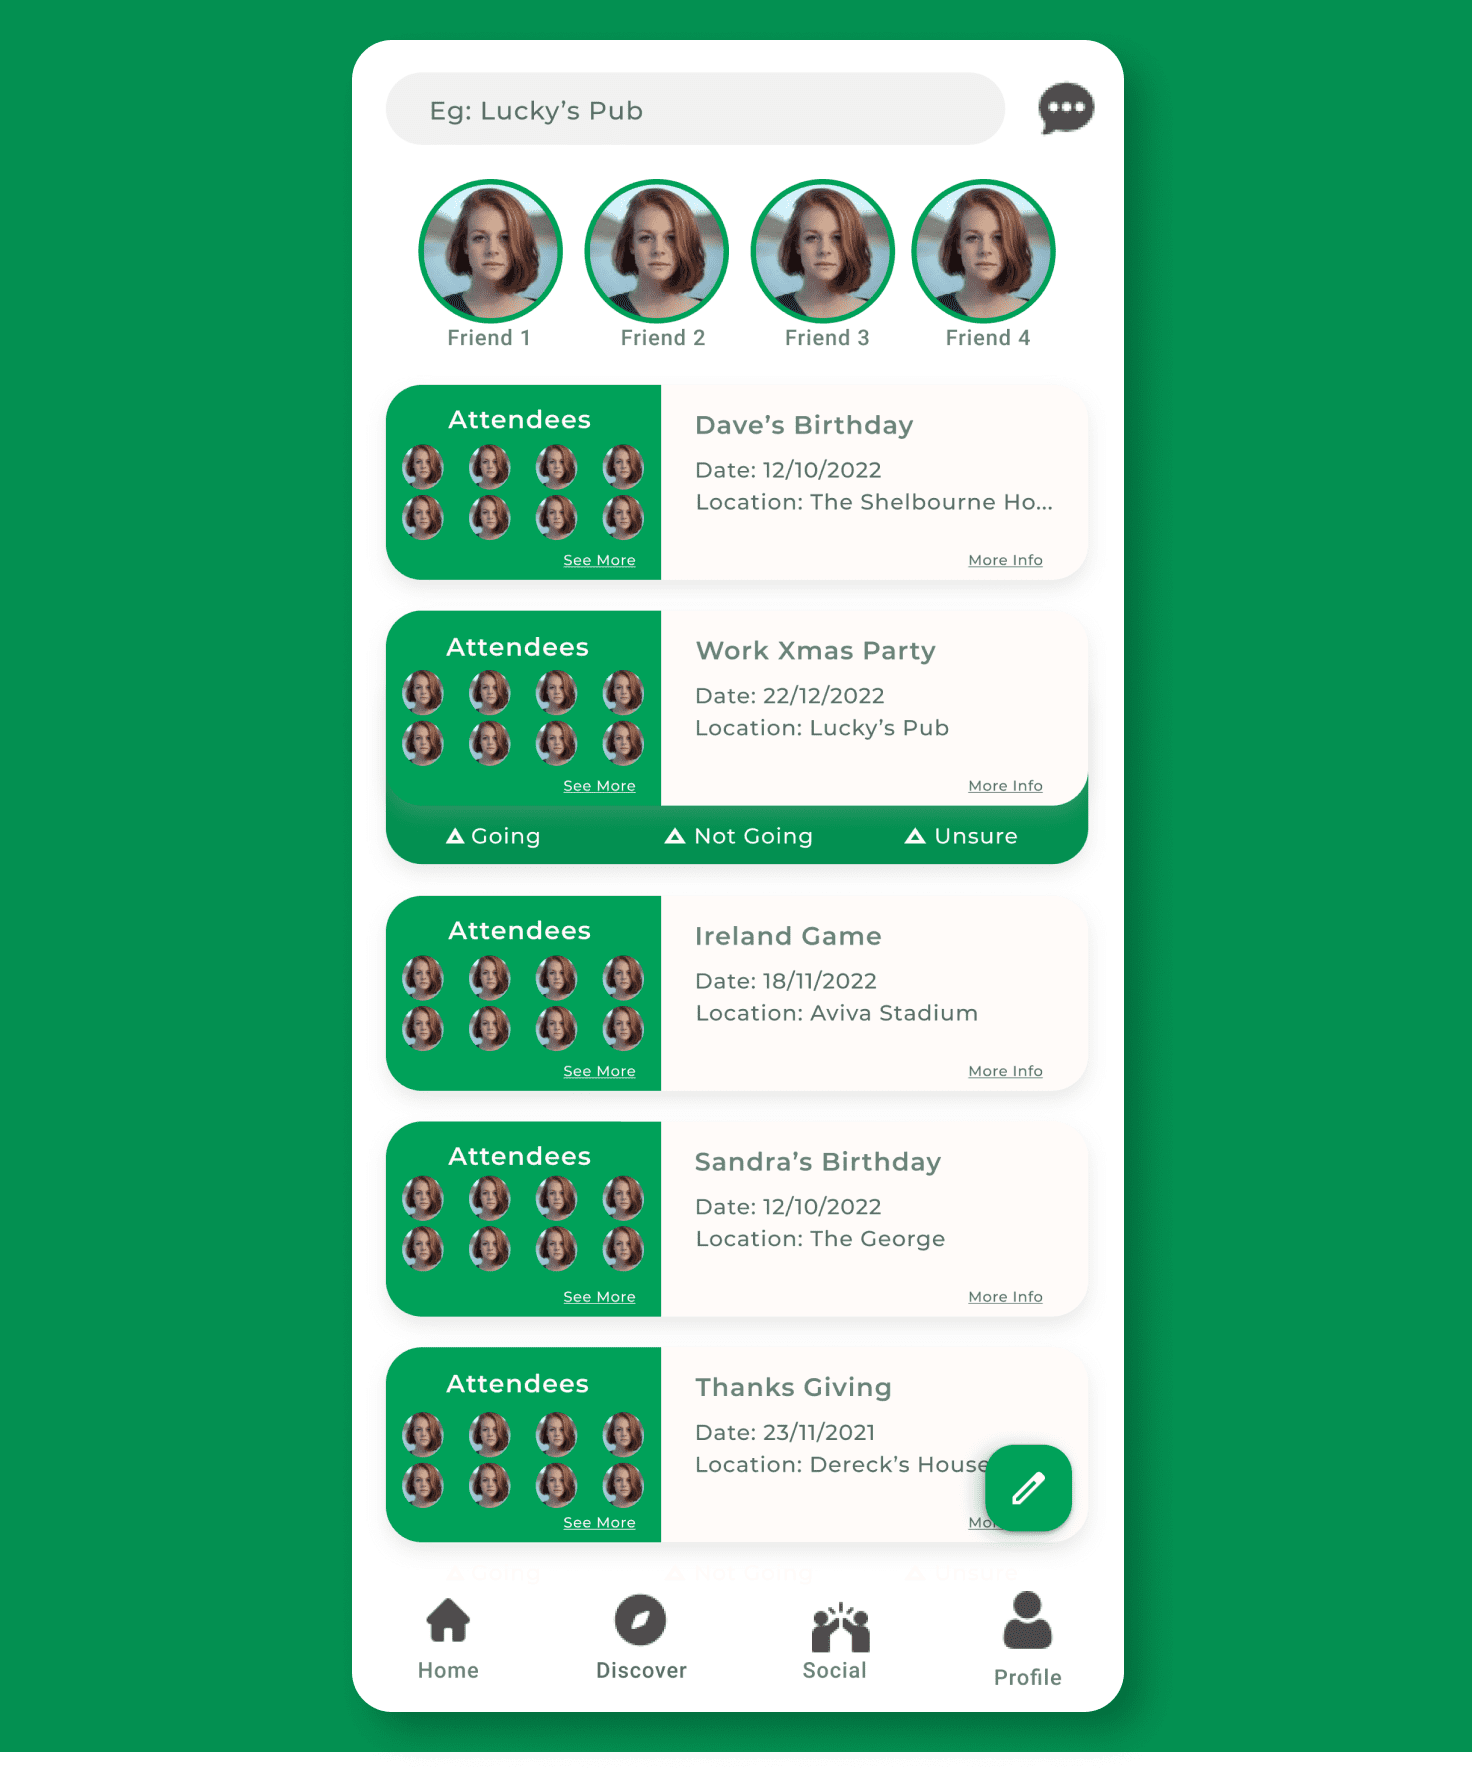 Eg: Lucky’s Pub
Friend 1
Friend 2
Friend 3
Friend 4
Attendees
See More
Dave’s Birthday
Date: 12/10/2022
Location: The Shelbourne Ho...
More Info
Attendees
See More
Work Xmas Party
Date: 22/12/2022
Location: Lucky’s Pub
More Info
Going
Not Going
Unsure
Attendees
See More
Ireland Game
Date: 18/11/2022
Location: Aviva Stadium
More Info
Attendees
See More
Sandra’s Birthday
Date: 12/10/2022
Location: The George
More Info
Attendees
See More
Thanks Giving
Date: 23/11/2021
Location: Dereck’s House
Going
Not Going
Unsure
Home
Discover
Social
Profile